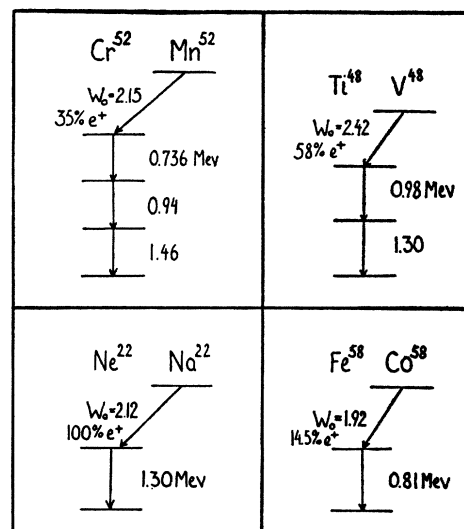 Cr⁵² Mn⁵²
W₀=2.15
35% e⁺
0.736 Mev
0.94
1.46
Ti⁴⁸ V⁴⁸
W₀=2.42
58% e⁺
0.98 Mev
1.30
Ne²² Na²²
W₀=2.12
100% e⁺
1.30 Mev
Fe⁵⁸ Co⁵⁸
W₀=1.92
14.5% e⁺
0.81 Mev